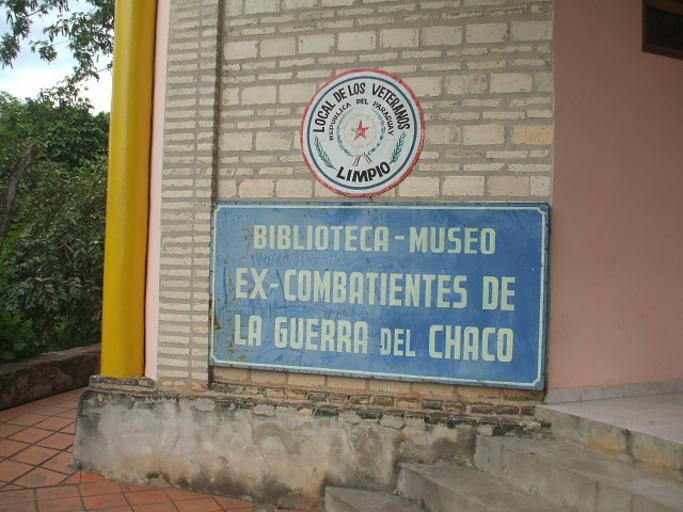 LOCAL DE LOS VETERANOS
REPUBLICA DEL PARAGUAY
LIMPIO
BIBLIOTECA - MUSEO
EX - COMBATIENTES DE
LA GUERRA DEL CHACO